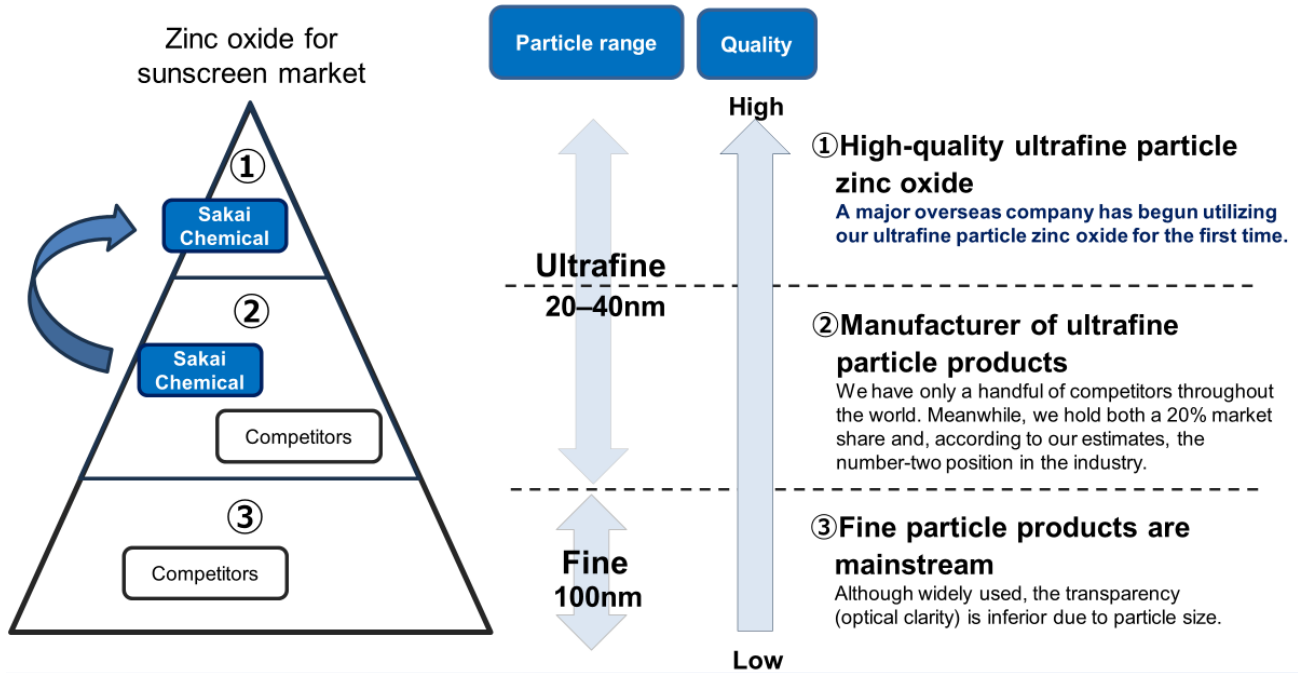 Zinc oxide for
sunscreen market
①
Sakai
Chemical
②
Sakai
Chemical
Competitors
③
Competitors
Particle range
Quality
High
Ultrafine
20–40nm
Fine
100nm
Low
①High-quality ultrafine particle
zinc oxide
A major overseas company has begun utilizing
our ultrafine particle zinc oxide for the first time.
②Manufacturer of ultrafine
particle products
We have only a handful of competitors throughout
the world. Meanwhile, we hold both a 20% market
share and, according to our estimates, the
number-two position in the industry.
③Fine particle products are
mainstream
Although widely used, the transparency
(optical clarity) is inferior due to particle size.